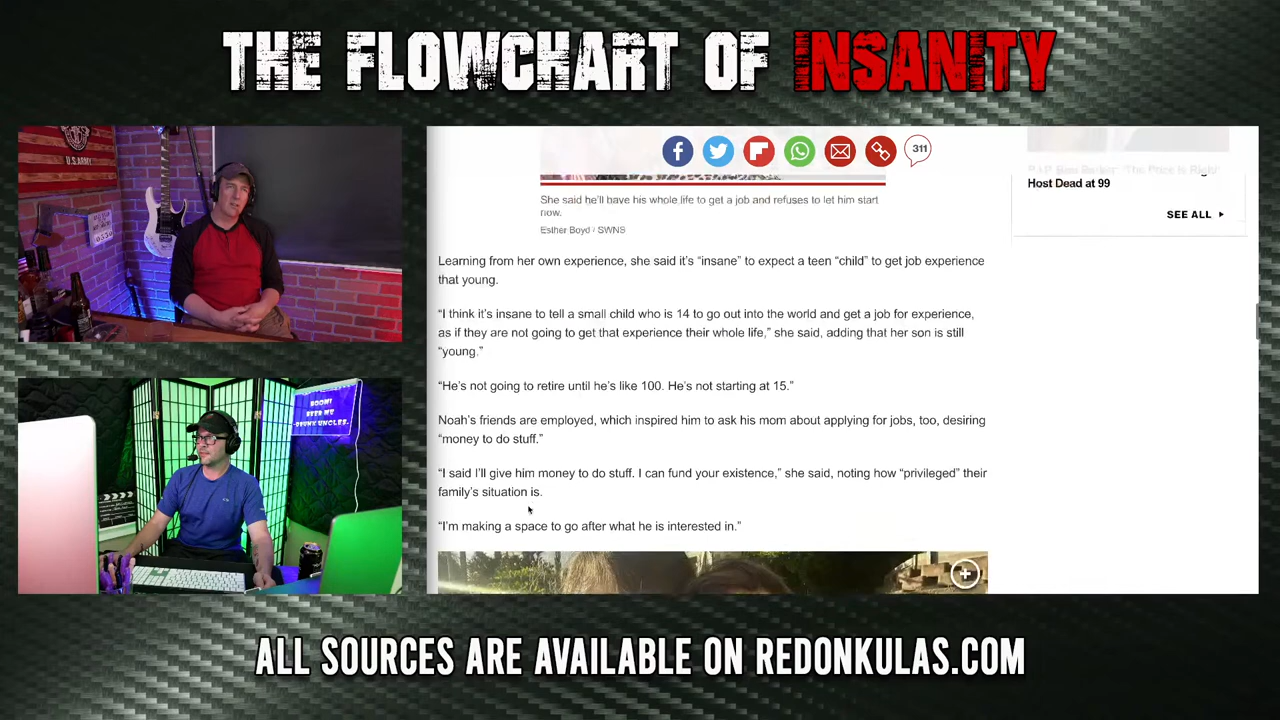 THE FLOWCHART OF INSANITY
U.S. ARMY
BOOM!
BEER ME
DRUNK UNCLES.
311
She said he'll have his whole life to get a job and refuses to let him start
now.
Esther Boyd / SWNS
Learning from her own experience, she said it's “insane” to expect a teen “child” to get job experience
that young.
“I think it's insane to tell a small child who is 14 to go out into the world and get a job for experience,
as if they are not going to get that experience their whole life,” she said, adding that her son is still
“young.”
“He's not going to retire until he's like 100. He's not starting at 15.”
Noah's friends are employed, which inspired him to ask his mom about applying for jobs, too, desiring
“money to do stuff.”
“I said I'll give him money to do stuff. I can fund your existence,” she said, noting how “privileged” their
family's situation is.
“I'm making a space to go after what he is interested in.”
Host Dead at 99
SEE ALL
ALL SOURCES ARE AVAILABLE ON REDONKULAS.COM